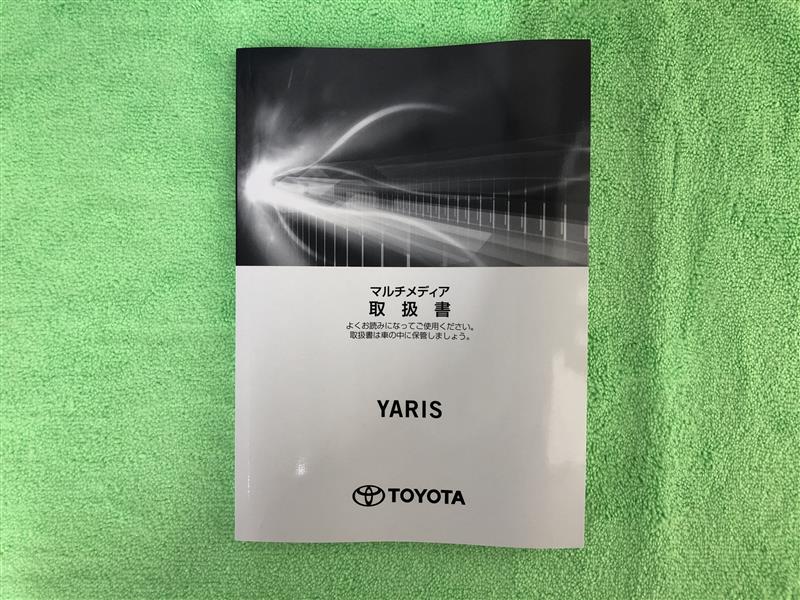 マルチメディア
取扱書
よくお読みになってご使用ください。
取扱書は車の中に保管しましょう。
YARIS
TOYOTA